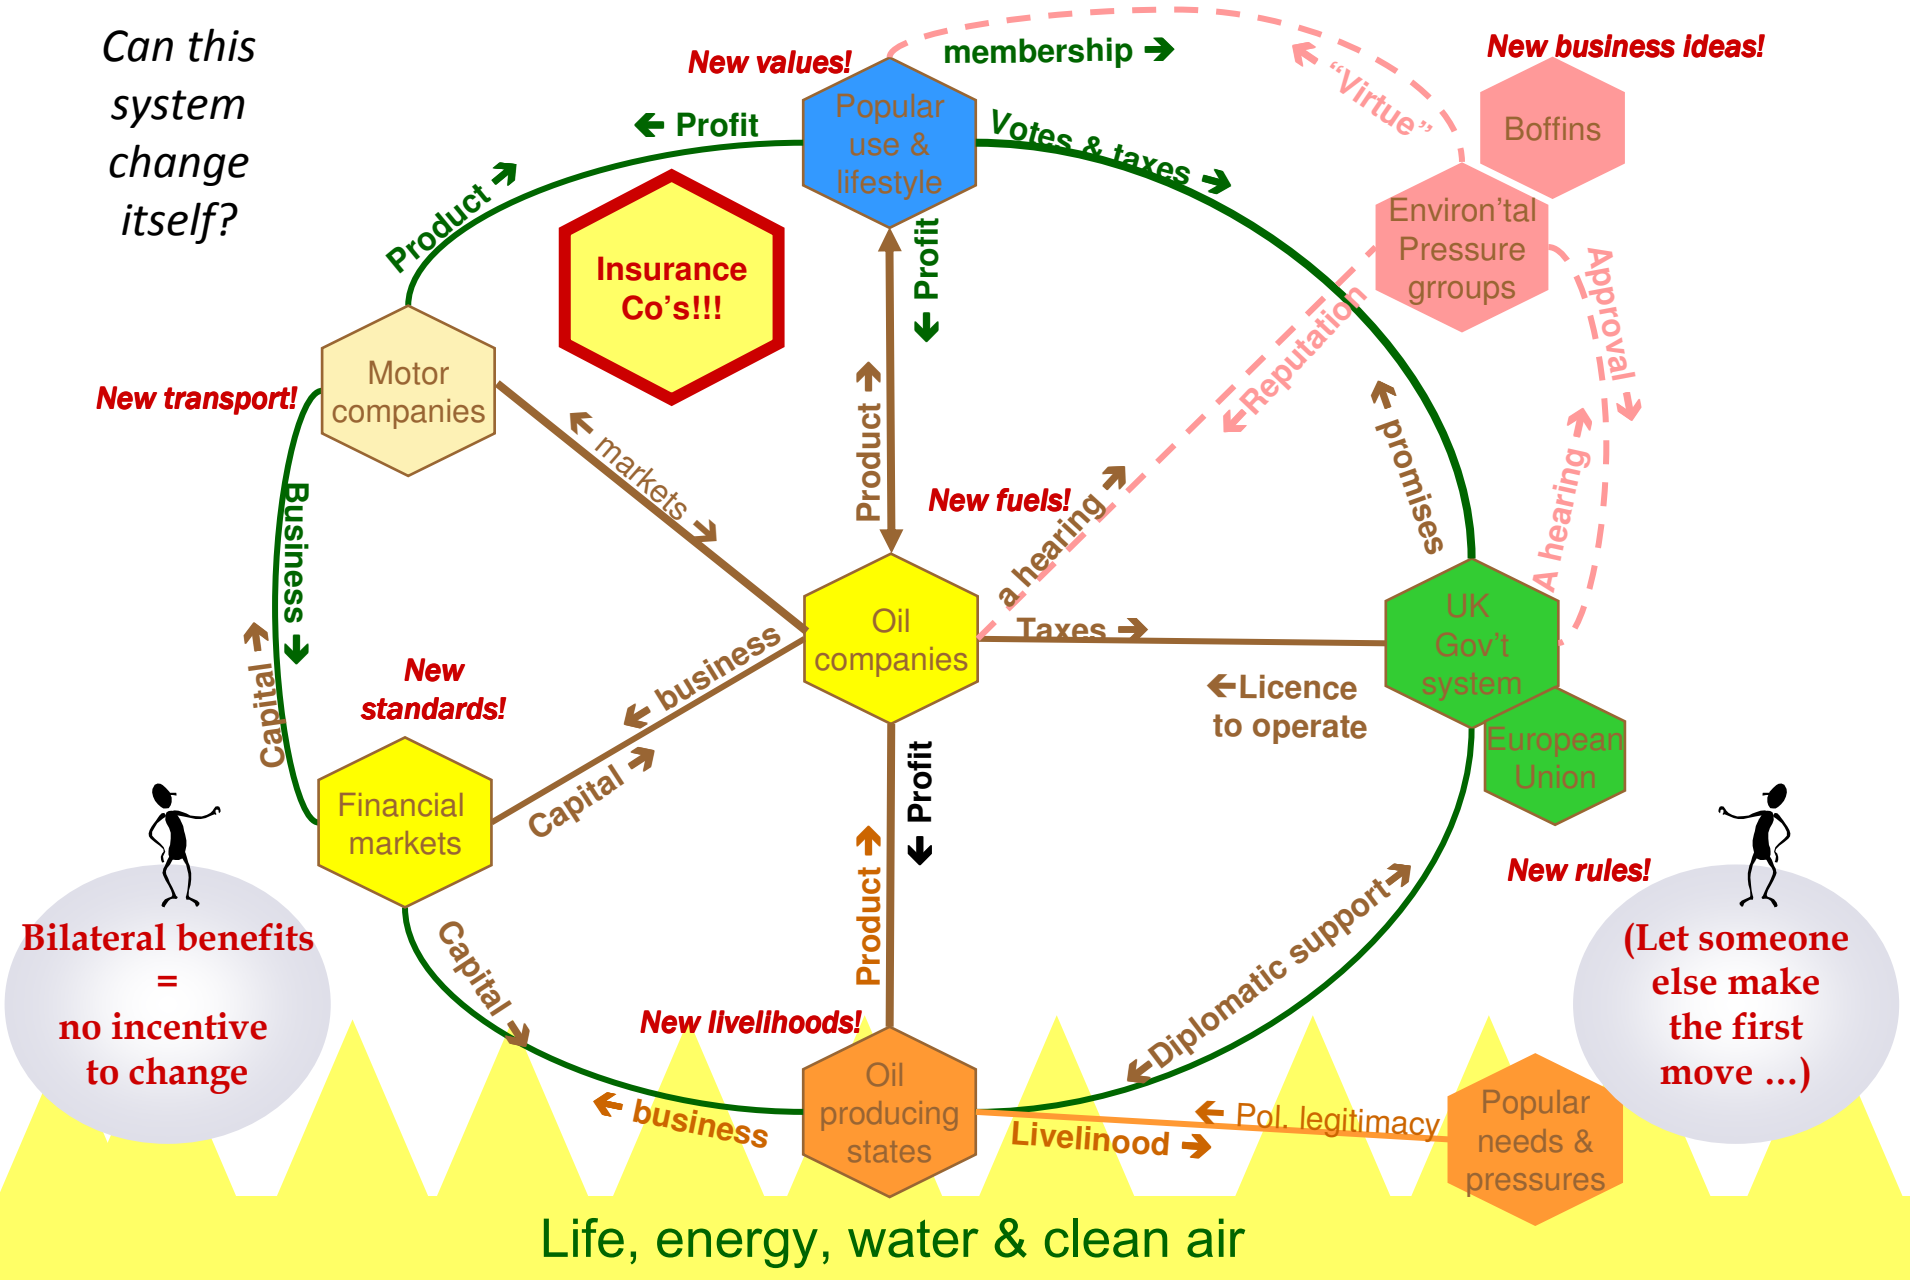 Can this
system
change
itself?
New values!
membership →
← “Virtue”
New business ideas!
Boffins
← Profit
Popular
use &
lifestyle
Votes & taxes →
Product →
Environ'tal
Pressure
grroups
Insurance
Co's!!!
← Profit
← Reputation
Approval →
Motor
companies
New transport!
← markets →
Product →
New fuels!
a hearing →
← promises
A hearing →
Business →
Capital →
New
standards!
← business
Capital →
Oil
companies
Taxes →
←Licence
to operate
UK
Gov't
system
European
Union
Financial
markets
← Profit
Product →
New rules!
Bilateral benefits
=
no incentive
to change
(Let someone
else make
the first
move ...)
Capital →
←Diplomatic support→
New livelihoods!
← business
Oil
producing
states
← Pol. legitimacy
Livelinood →
Popular
needs &
pressures
Life, energy, water & clean air